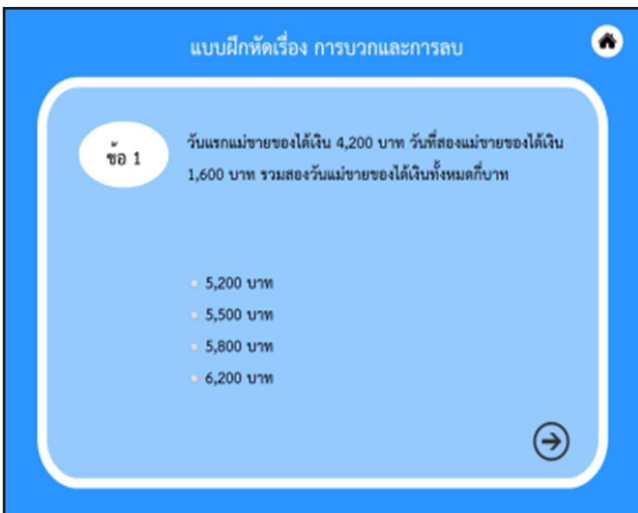 แบบฝึกหัดเรื่อง การบวกและการลบ
ข้อ 1
วันแรกแม่ขายของได้เงิน 4,200 บาท วันที่สองแม่ขายของได้เงิน
1,600 บาท รวมสองวันแม่ขายของได้เงินทั้งหมดกี่บาท
5,200 บาท
5,500 บาท
5,800 บาท
6,200 บาท